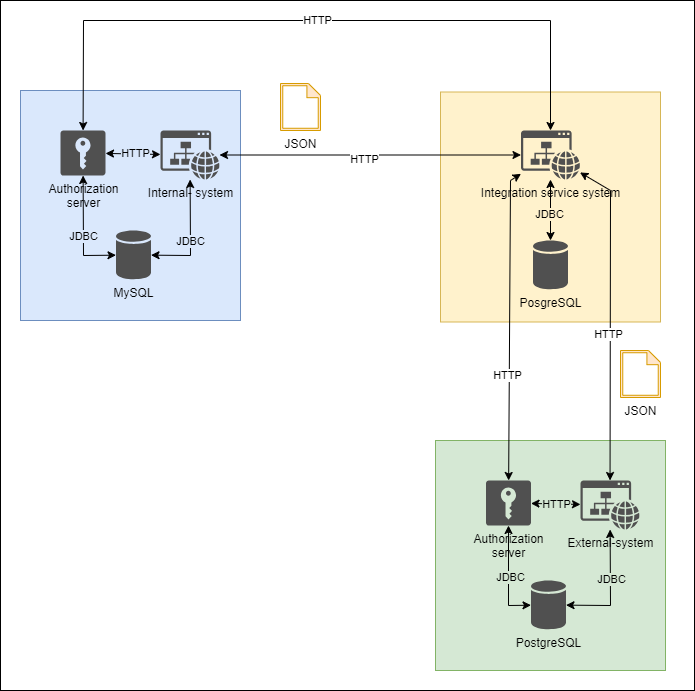 HTTP
JSON
HTTP
HTTP
Authorization
server
Internal- system
Integration service system
JDBC
JDBC
JDBC
MySQL
PosgreSQL
HTTP
HTTP
JSON
HTTP
Authorization
server
External-system
JDBC
JDBC
PostgreSQL